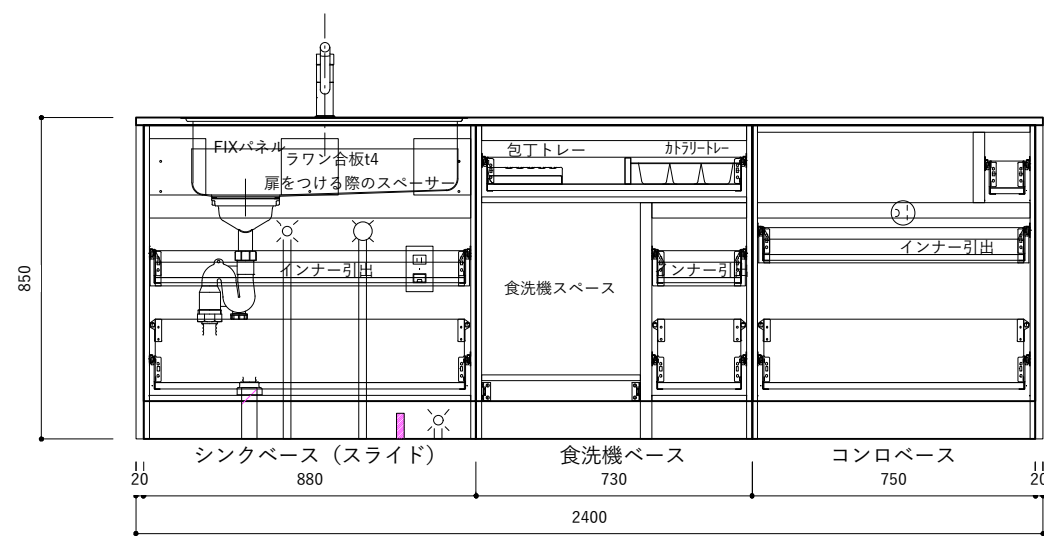 FIXパネル
ラワン合板t4
扉をつける際のスペーサー
包丁トレー
ｶﾄﾗﾘｰﾄﾚｰ
インナー引出
インナー引出
インナー引出
食洗機スペース
850
シンクベース（スライド）
食洗機ベース
コンロベース
20
880
730
750
20
2400